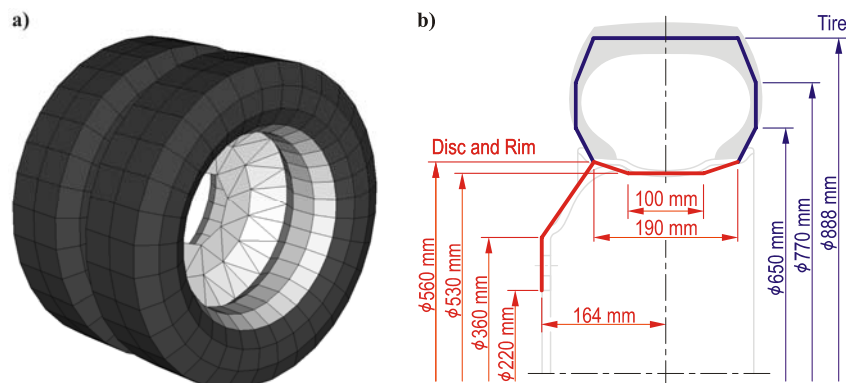 a)
b)
Tire
Disc and Rim
100 mm
190 mm
164 mm
ϕ560 mm
ϕ530 mm
ϕ360 mm
ϕ220 mm
ϕ650 mm
ϕ770 mm
ϕ888 mm